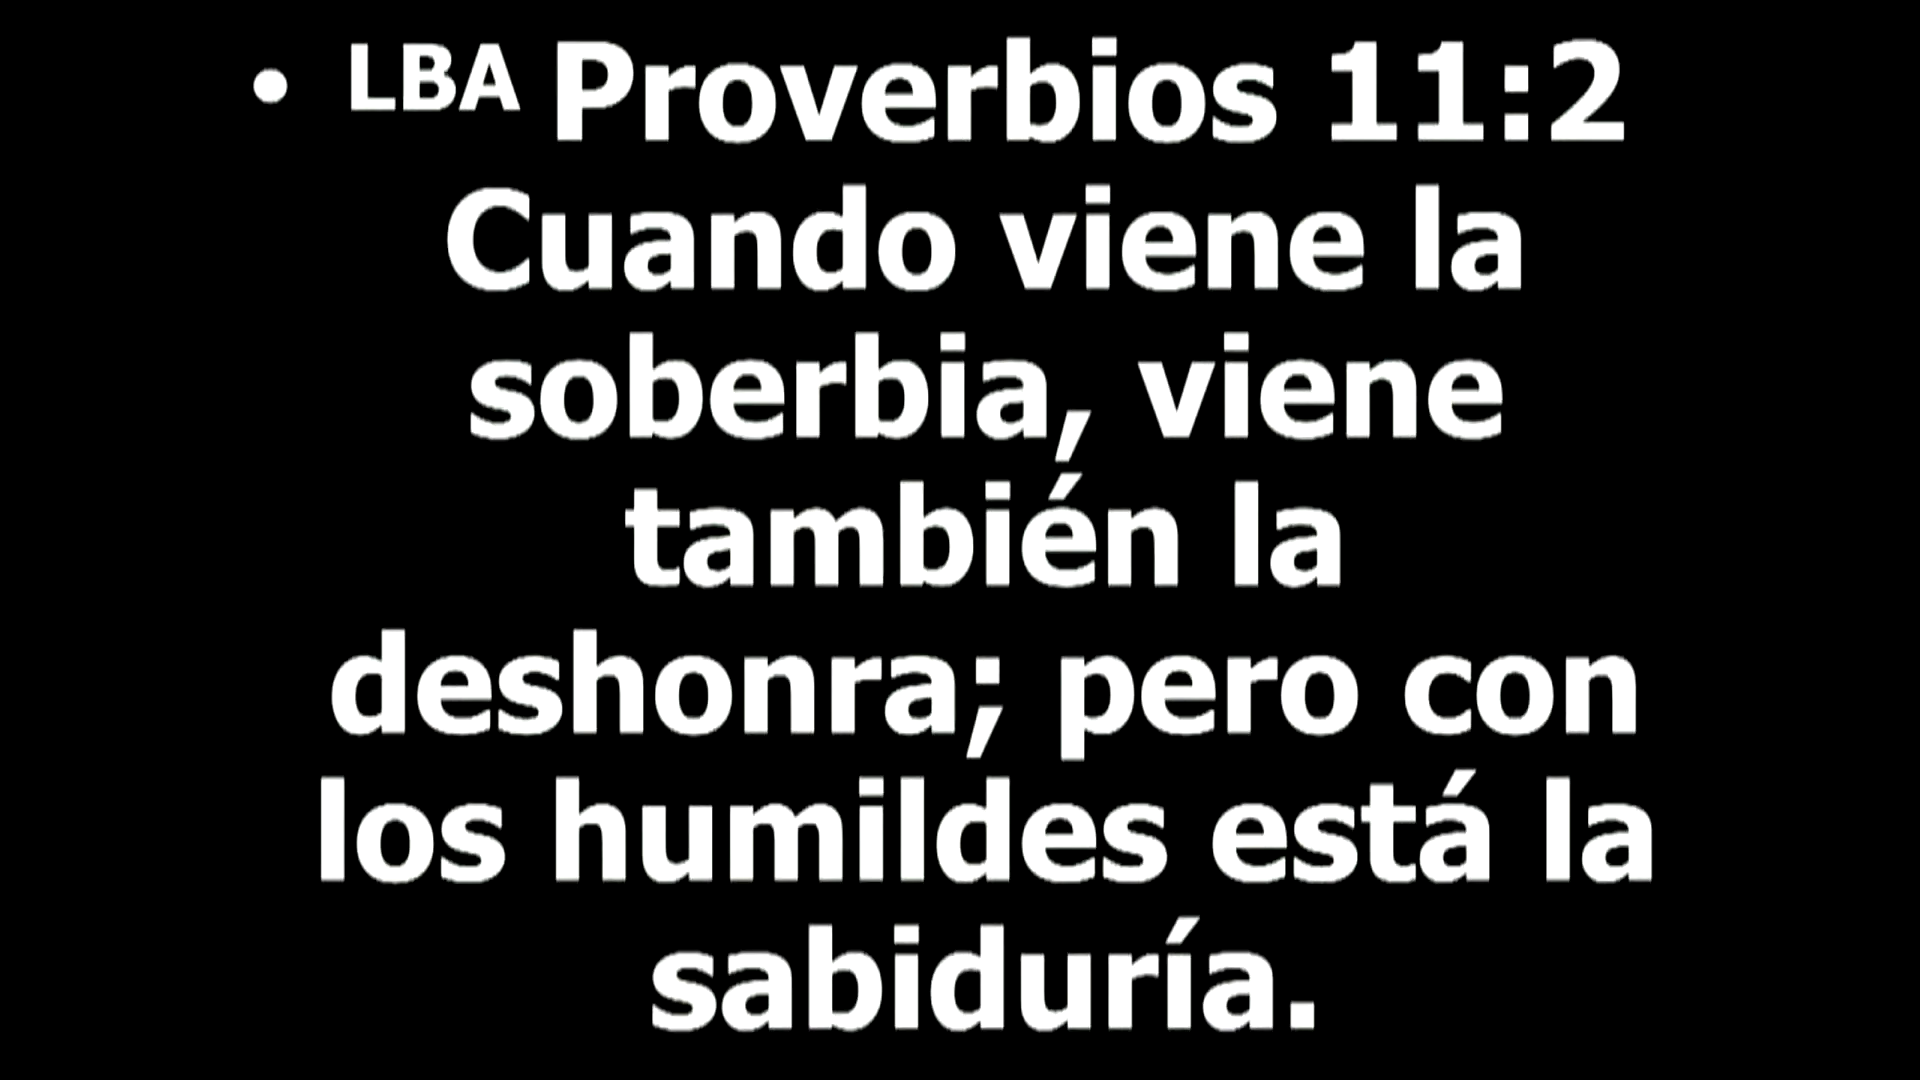 • LBA Proverbios 11:2
Cuando viene la
soberbia, viene
también la
deshonra; pero con
los humildes está la
sabiduría.